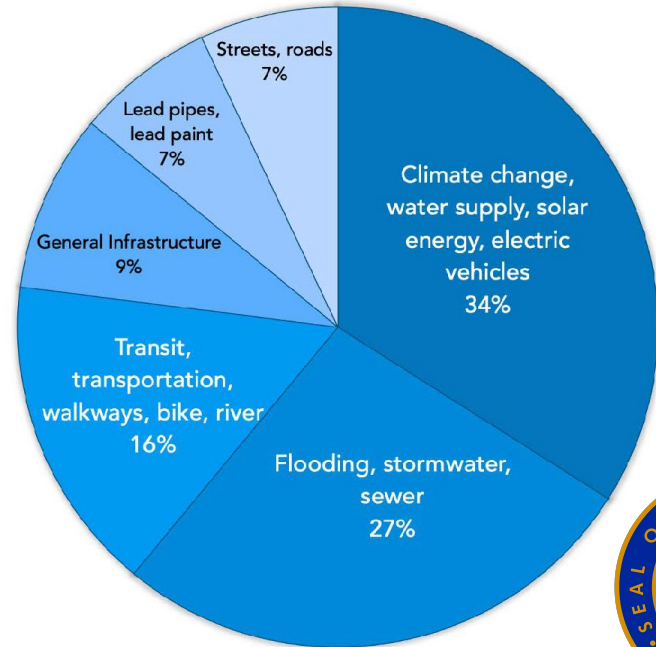 Streets, roads
7%
Lead pipes,
lead paint
7%
Climate change,
water supply, solar
energy, electric
vehicles
34%
General Infrastructure
9%
Transit,
transportation,
walkways, bike, river
16%
Flooding, stormwater,
sewer
27%
SEAL O